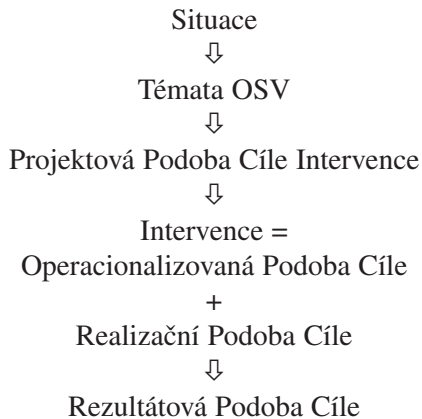 Situace
⇩
Témata OSV
⇩
Projektová Podoba Cíle Intervence
⇩
Intervence =
Operacionalizovaná Podoba Cíle
+
Realizační Podoba Cíle
⇩
Rezultátová Podoba Cíle